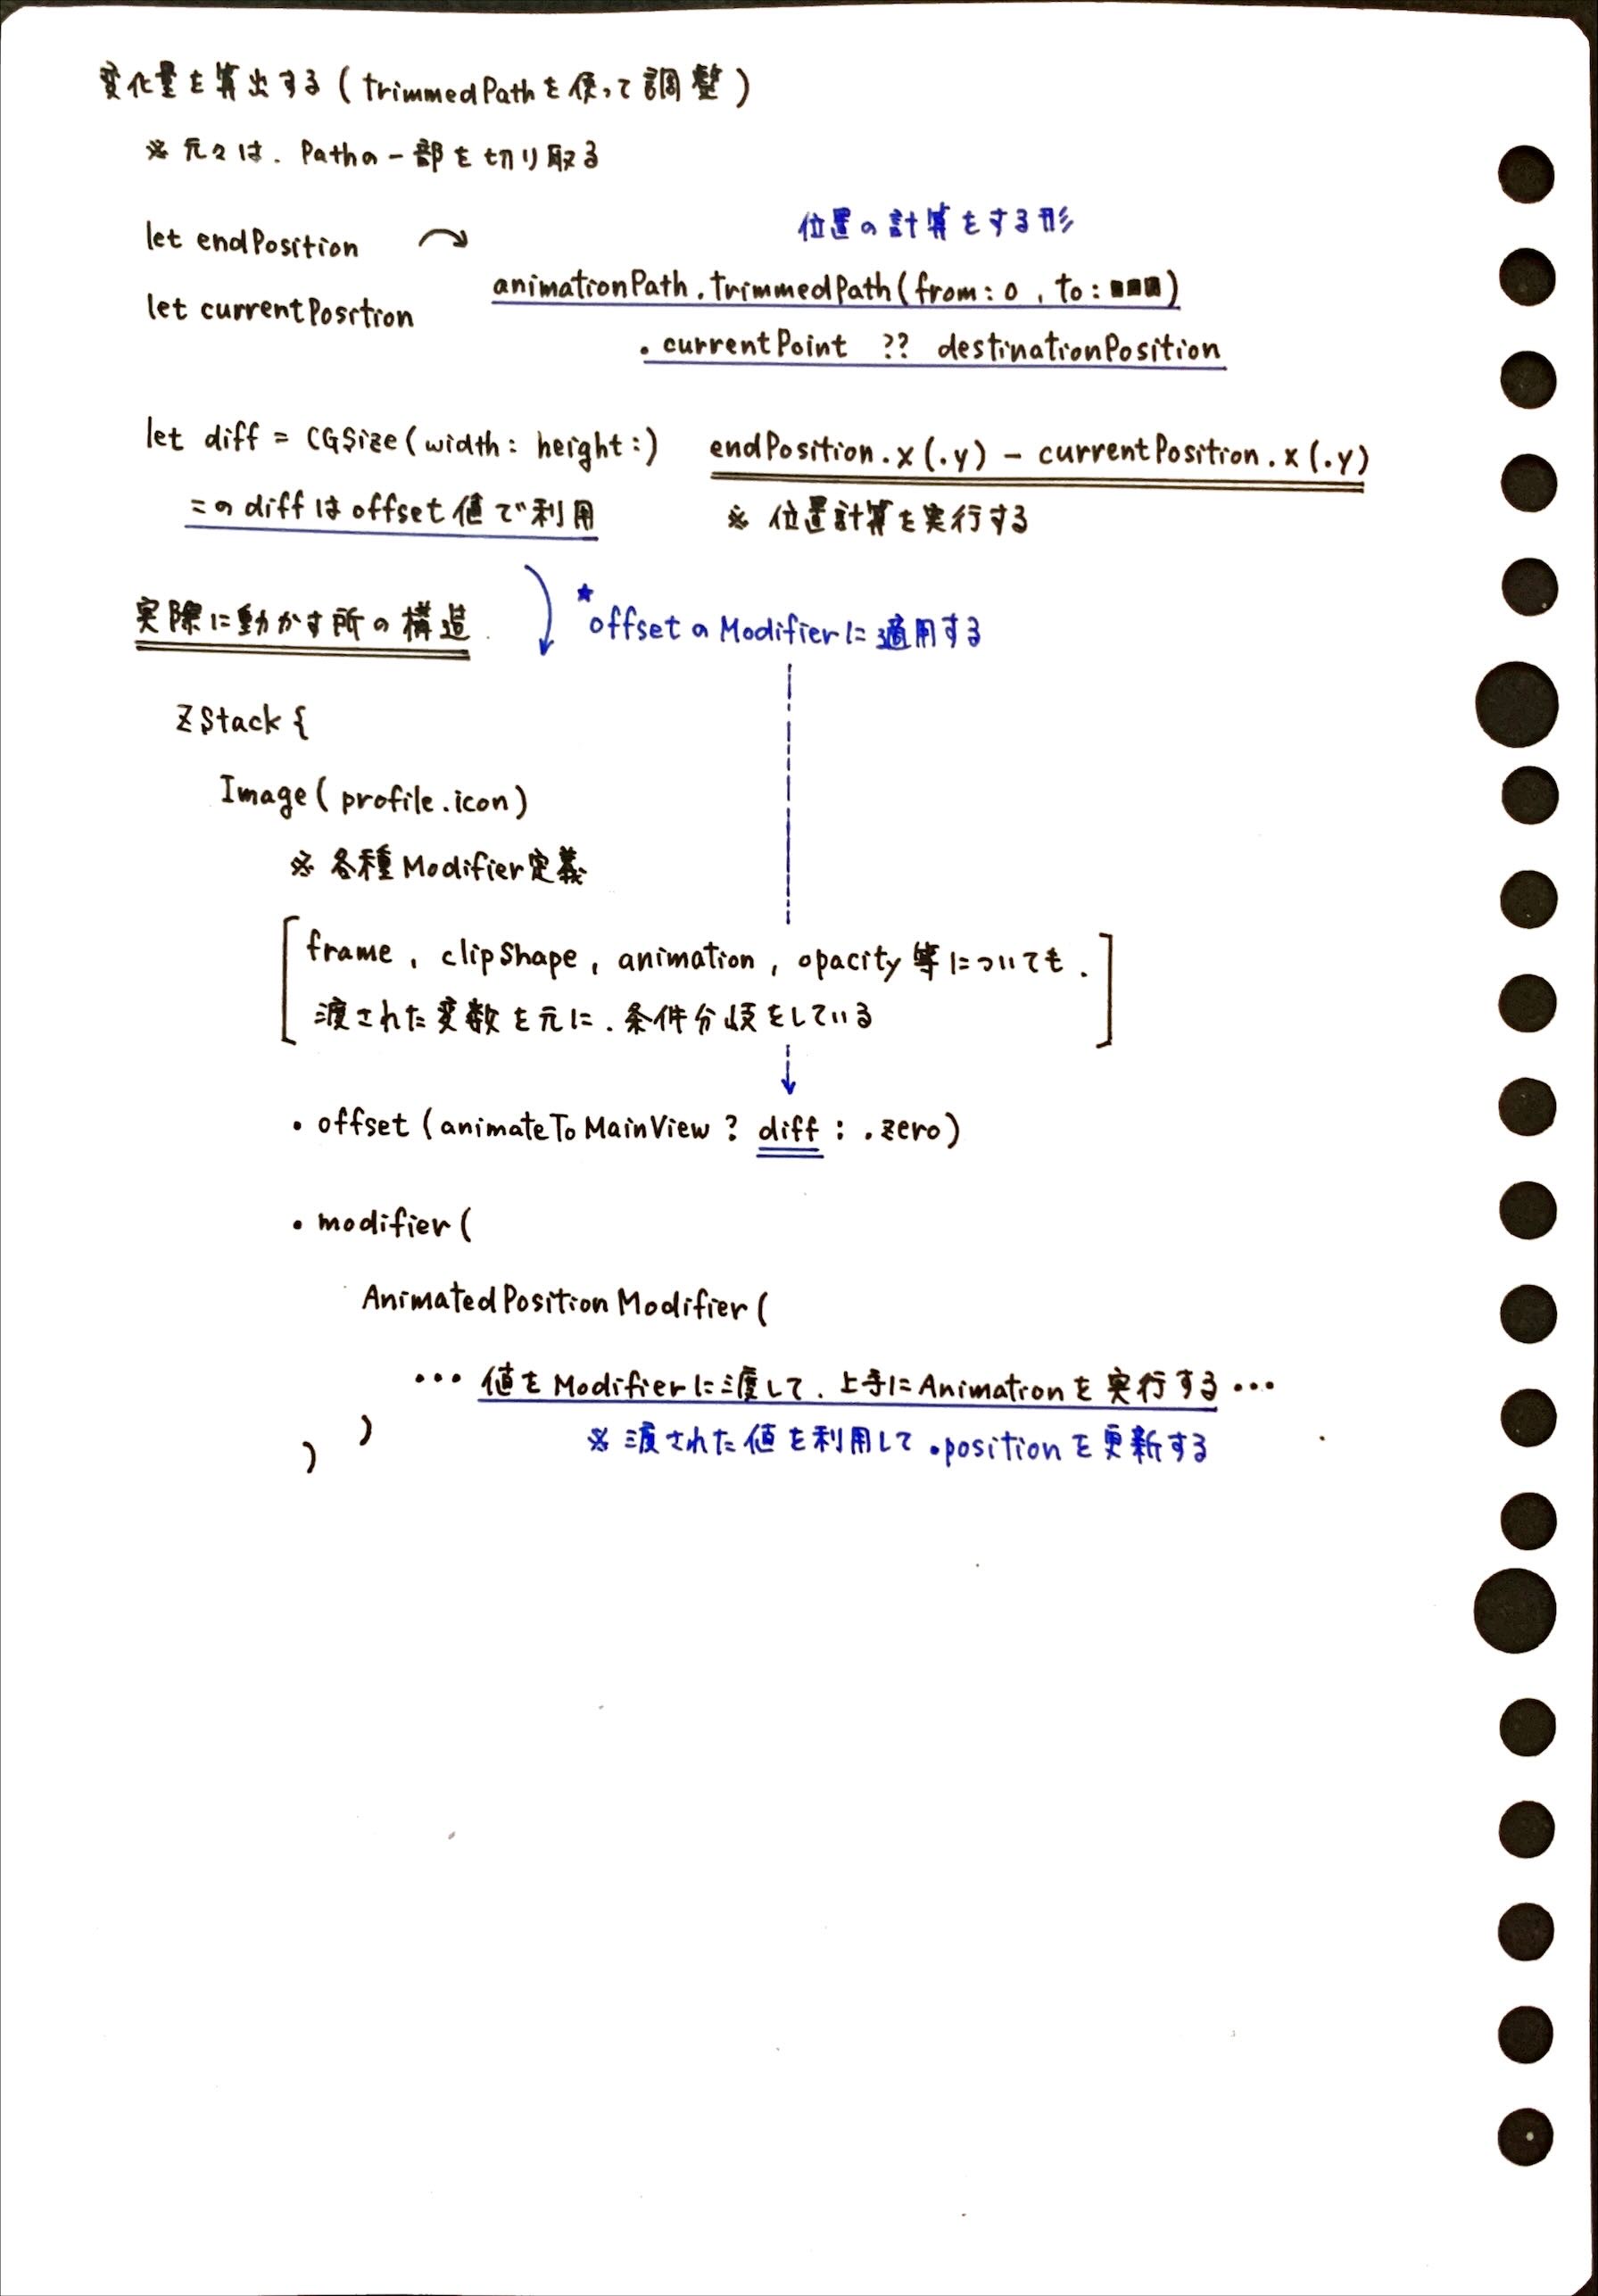 変化量を算出する(trimmedPathを使って調整)
※元々は. Pathの一部を切り取る
位置の計算をする形
let endPosition
animationPath.trimmedPath(from: 0 , to: ■■■)
let currentPosition
.currentPoint ?? destinationPosition
let diff = CGSize(width: height:) endPosition.x(.y) - currentPosition.x(.y)
このdiffはoffset値で利用 ※位置計算を実行する
★
実際に動かす所の構造 offsetのModifierに適用する
ZStack {
Image(profile.icon)
※各種Modifier定義
frame , clipShape , animation , opacity等についても.
渡された変数を元に. 条件分岐をしている
・offset (animateToMainView ? diff : .zero)
・modifier(
AnimatedPositionModifier(
・・・ 値をModifierに渡して. 上手にAnimationを実行する ・・・
) ※渡された値を利用して .positionを更新する
)